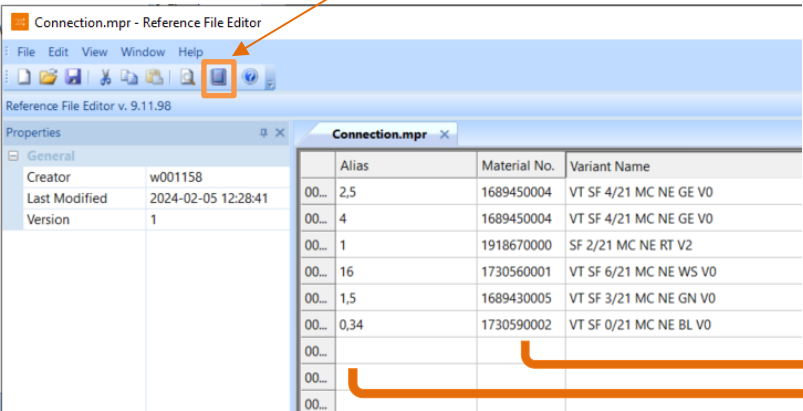 Connection.mpr - Reference File Editor
File Edit View Window Help
Reference File Editor v. 9.11.98
Properties
Connection.mpr
General
Creator w001158
Last Modified 2024-02-05 12:28:41
Version 1
Alias Material No. Variant Name
00... 2,5 1689450004 VT SF 4/21 MC NE GE V0
00... 4 1689450004 VT SF 4/21 MC NE GE V0
00... 1 1918670000 SF 2/21 MC NE RT V2
00... 16 1730560001 VT SF 6/21 MC NE WS V0
00... 1,5 1689430005 VT SF 3/21 MC NE GN V0
00... 0,34 1730590002 VT SF 0/21 MC NE BL V0
00...
00...
00...